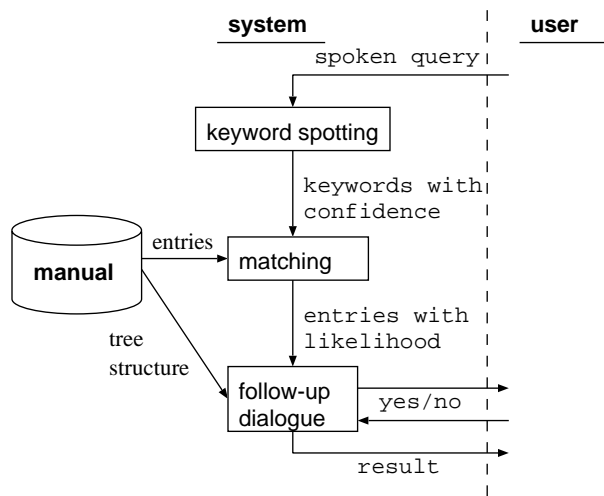 system
user
spoken query
keyword spotting
keywords with
confidence
entries
manual
matching
entries with
likelihood
tree
structure
follow-up
dialogue
yes/no
result